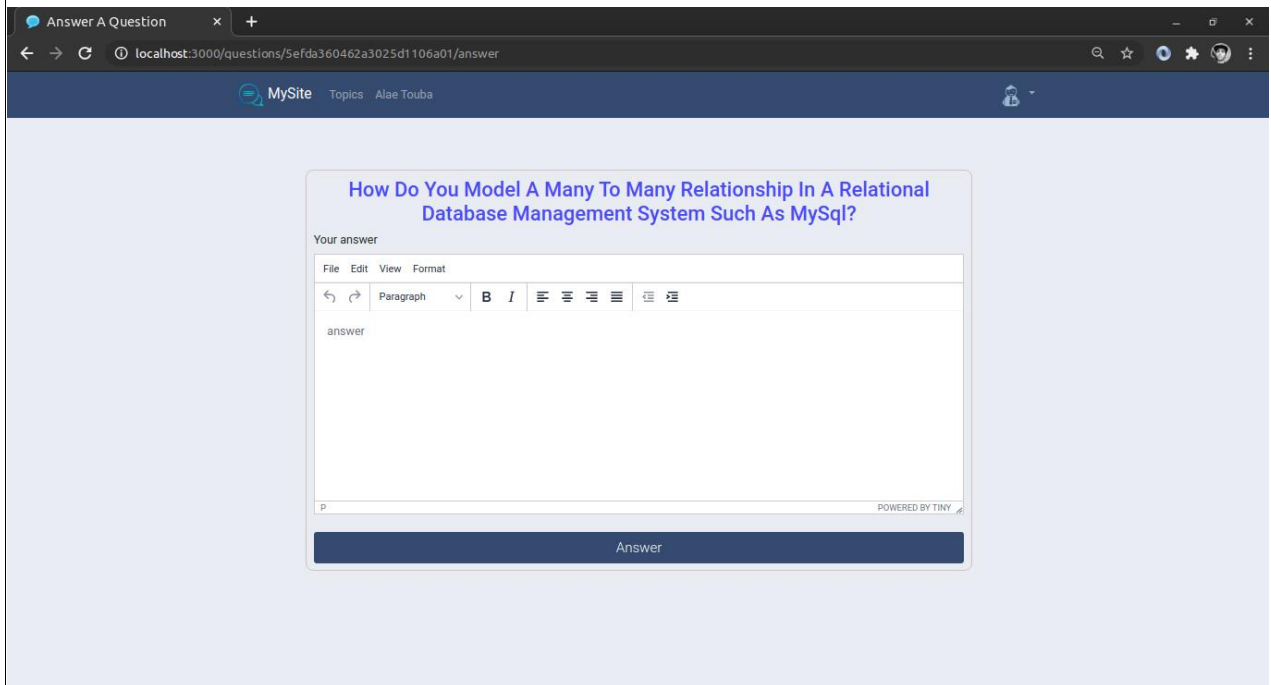 Answer A Question
localhost:3000/questions/5efda360462a3025d1106a01/answer
MySite Topics Alae Touba
How Do You Model A Many To Many Relationship In A Relational
Database Management System Such As MySql?
Your answer
File Edit View Format
Paragraph B I
answer
P POWERED BY TINY
Answer